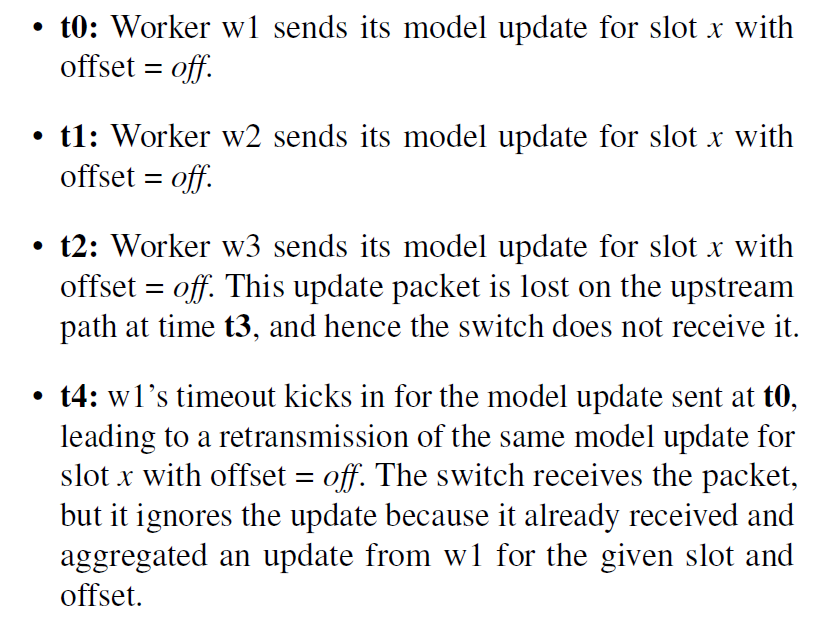 • t0: Worker w1 sends its model update for slot x with
offset = off.
• t1: Worker w2 sends its model update for slot x with
offset = off.
• t2: Worker w3 sends its model update for slot x with
offset = off. This update packet is lost on the upstream
path at time t3, and hence the switch does not receive it.
• t4: w1’s timeout kicks in for the model update sent at t0,
leading to a retransmission of the same model update for
slot x with offset = off. The switch receives the packet,
but it ignores the update because it already received and
aggregated an update from w1 for the given slot and
offset.